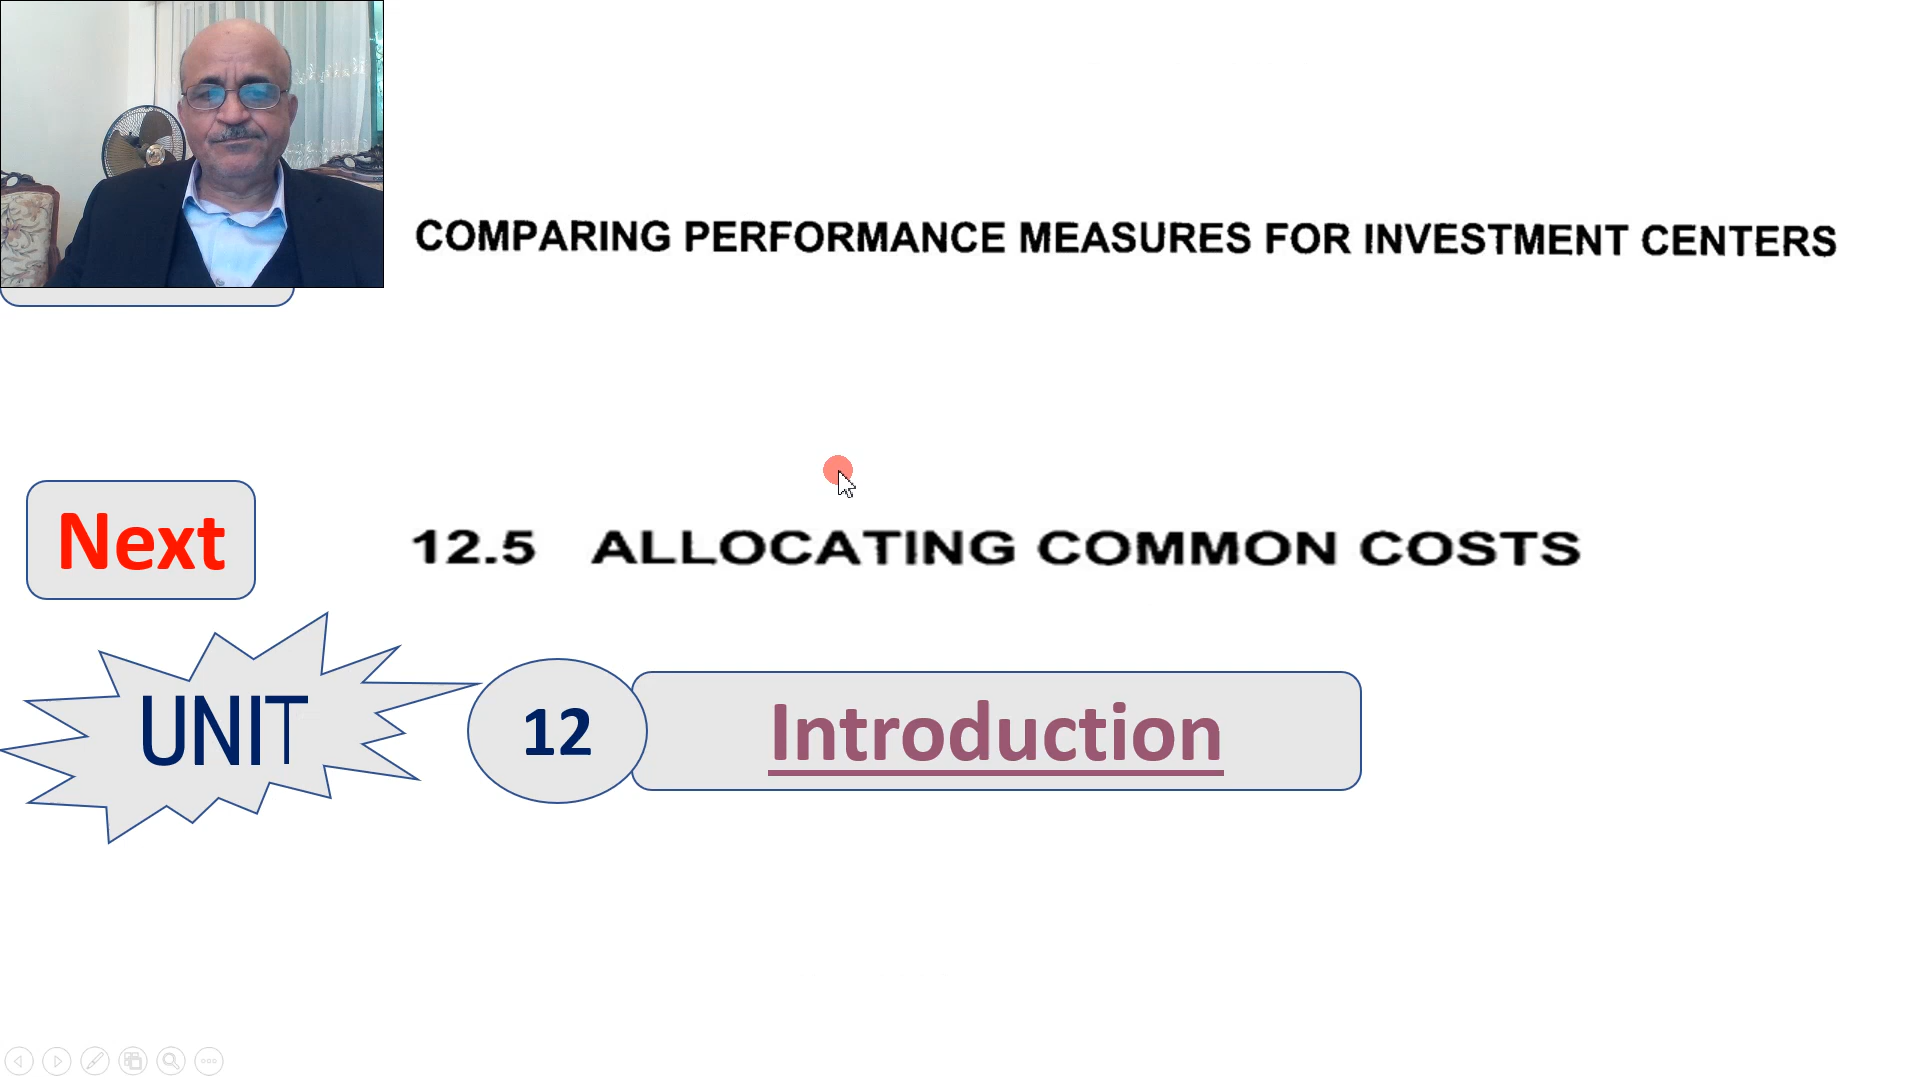 COMPARING PERFORMANCE MEASURES FOR INVESTMENT CENTERS
Next
12.5 ALLOCATING COMMON COSTS
UNIT
12
Introduction